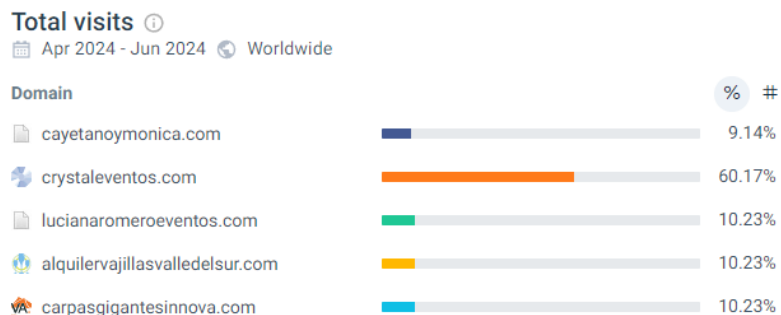 Total visits
Apr 2024 - Jun 2024 Worldwide
Domain % #
cayetanoymonica.com 9.14%
crystaleventos.com 60.17%
lucianaromeroeventos.com 10.23%
alquilervajillasvalledelsur.com 10.23%
VA carpasgigantesinnova.com 10.23%